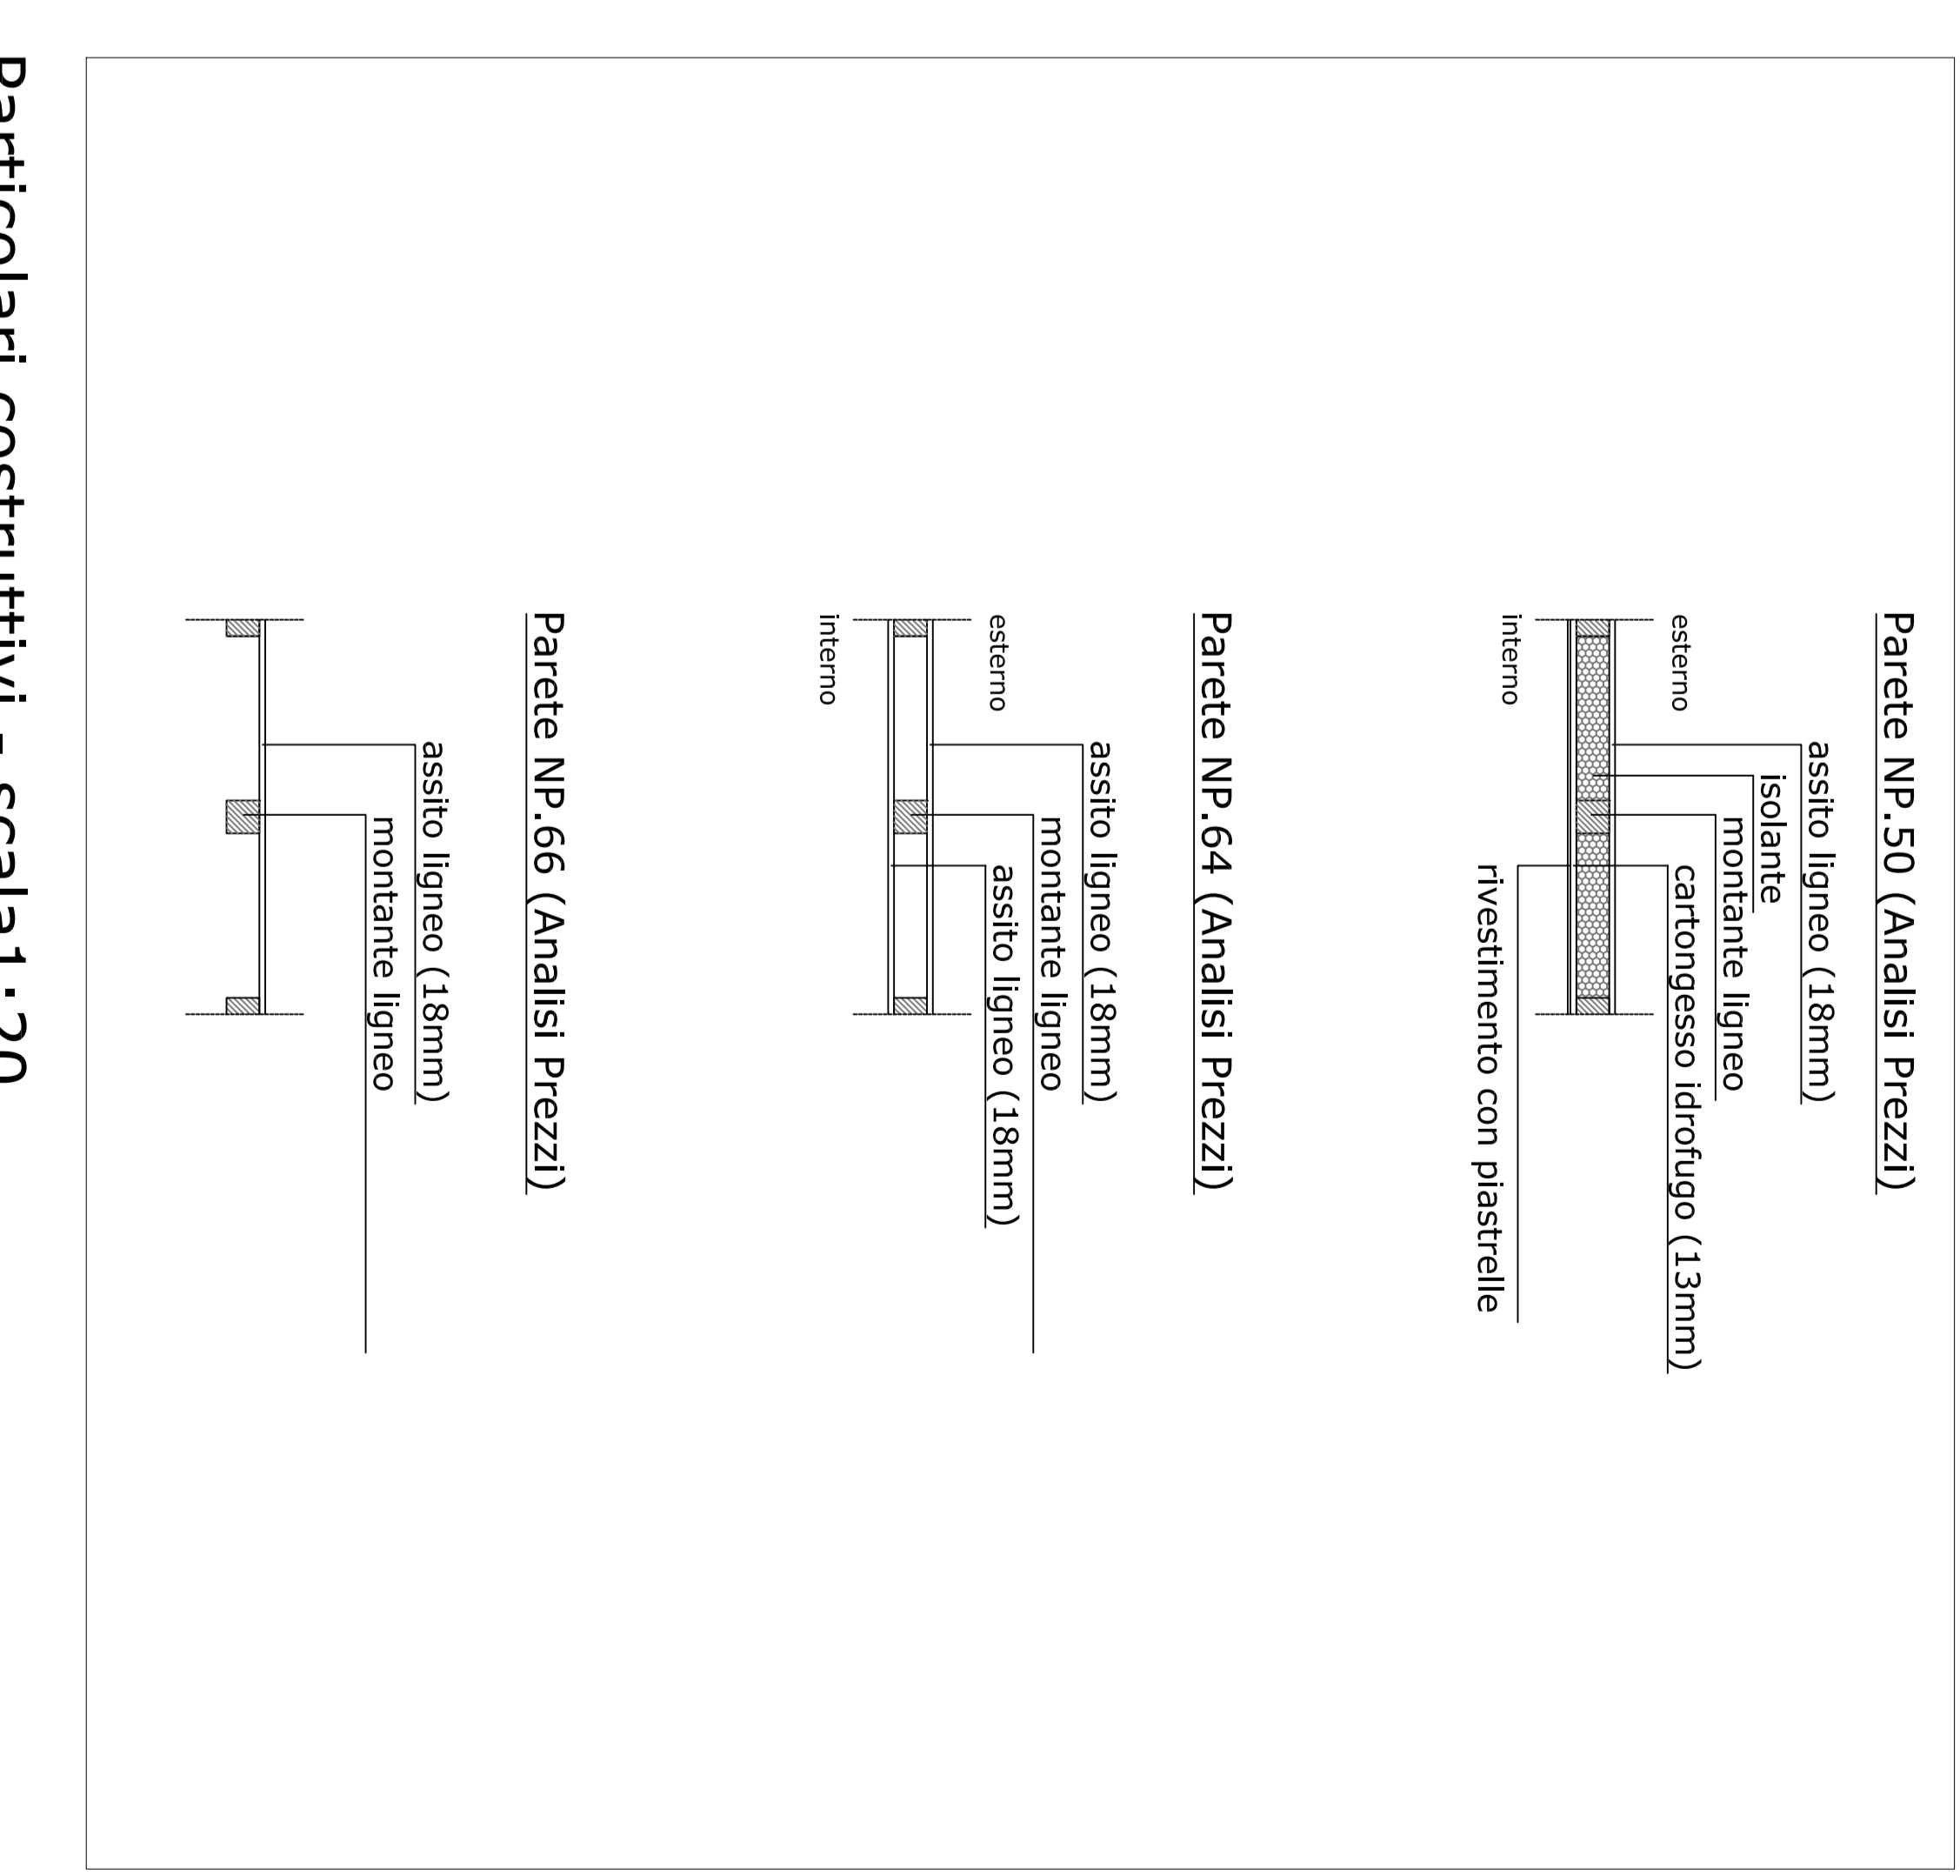 Parete NP.50 (Analisi Prezzi)
assito ligneo (18mm)
isolante
montante ligneo
cartongesso idrofugo (13mm)
esterno
interno
rivestimento con piastrelle
Parete NP.64 (Analisi Prezzi)
assito ligneo (18mm)
montante ligneo
assito ligneo (18mm)
esterno
interno
Parete NP.66 (Analisi Prezzi)
assito ligneo (18mm)
montante ligneo
Particolari costruttivi - scala1:20